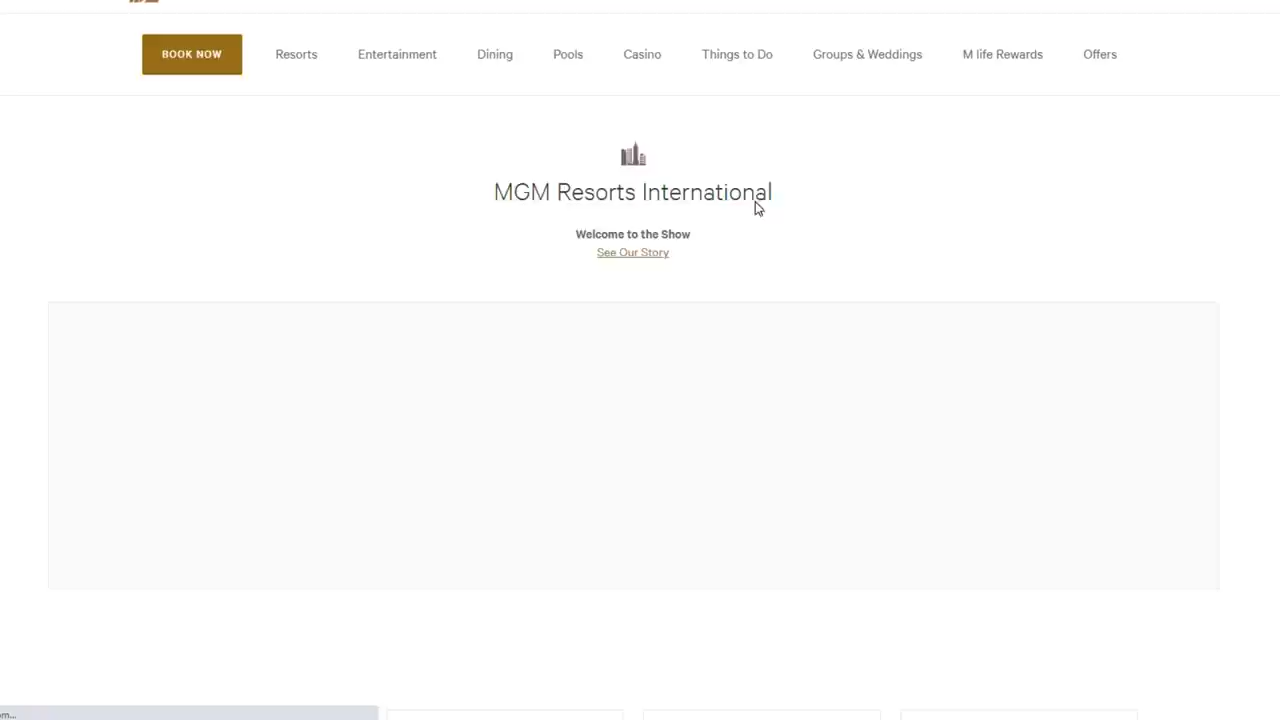 BOOK NOW Resorts Entertainment Dining Pools Casino Things to Do Groups & Weddings M life Rewards Offers
MGM Resorts International
Welcome to the Show
See Our Story
om...